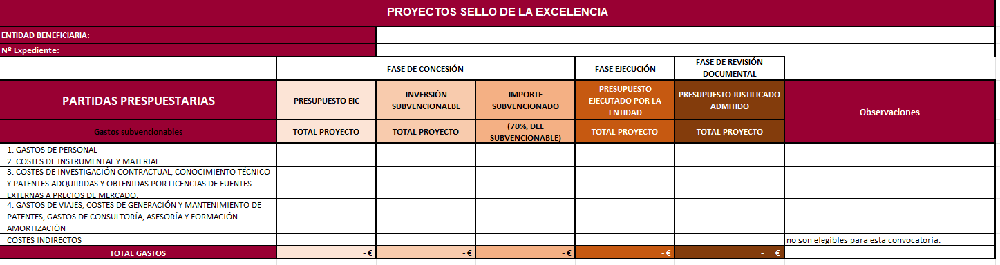 PROYECTOS SELLO DE LA EXCELENCIA
ENTIDAD BENEFICIARIA:
Nº Expediente:
FASE DE CONCESIÓN
FASE EJECUCIÓN
FASE DE REVISIÓN
DOCUMENTAL
PARTIDAS PRESPUESTARIAS
PRESUPUESTO EIC
INVERSIÓN
SUBVENCIONALBE
IMPORTE
SUBVENCIONADO
PRESUPUESTO
EJECUTADO POR LA
ENTIDAD
PRESUPUESTO JUSTIFICADO
ADMITIDO
Observaciones
Gastos subvencionables
TOTAL PROYECTO
TOTAL PROYECTO
(70%, DEL
SUBVENCIONABLE)
TOTAL PROYECTO
TOTAL PROYECTO
1. GASTOS DE PERSONAL
2. COSTES DE INSTRUMENTAL Y MATERIAL
3. COSTES DE INVESTIGACIÓN CONTRACTUAL, CONOCIMIENTO TÉCNICO
Y PATENTES ADQUIRIDAS Y OBTENIDAS POR LICENCIAS DE FUENTES
EXTERNAS A PRECIOS DE MERCADO.
4. GASTOS DE VIAJES, COSTES DE GENERACIÓN Y MANTENIMIENTO DE
PATENTES, GASTOS DE CONSULTORÍA, ASESORÍA Y FORMACIÓN
AMORTIZACIÓN
COSTES INDIRECTOS
no son elegibles para esta convocatoria.
TOTAL GASTOS
- €
- €
- €
- €
- €